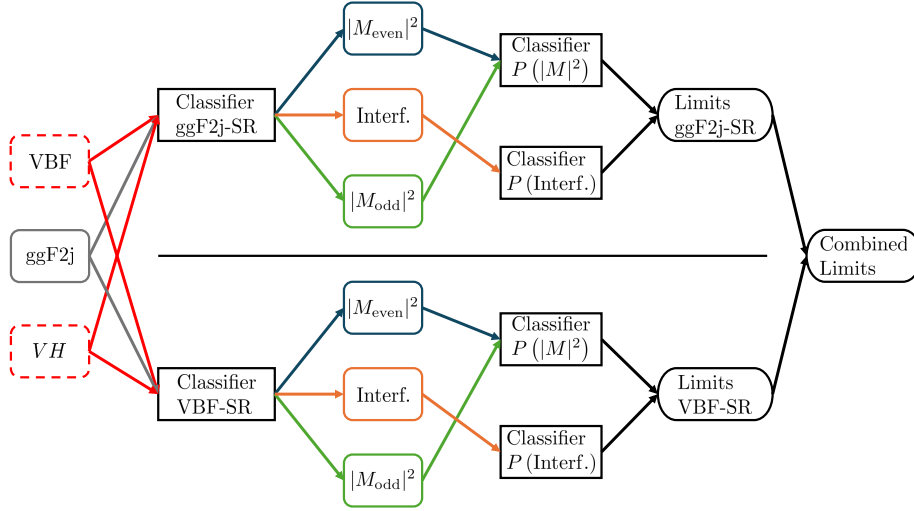 VBF
ggF2j
VH
Classifier
ggF2j-SR
|M_even|²
Interf.
|M_odd|²
Classifier
P (|M|²)
Classifier
P (Interf.)
Limits
ggF2j-SR
Classifier
VBF-SR
|M_even|²
Interf.
|M_odd|²
Classifier
P (|M|²)
Classifier
P (Interf.)
Limits
VBF-SR
Combined
Limits